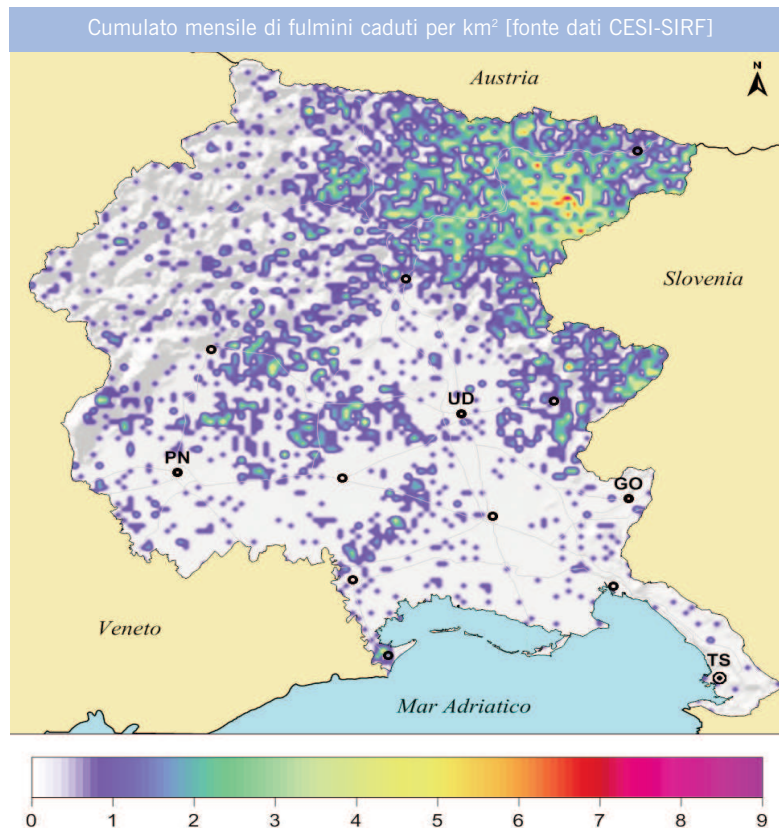 Cumulato mensile di fulmini caduti per km² [fonte dati CESI-SIRF]
Austria
N
Slovenia
UD
PN
GO
Veneto
TS
Mar Adriatico
0 1 2 3 4 5 6 7 8 9